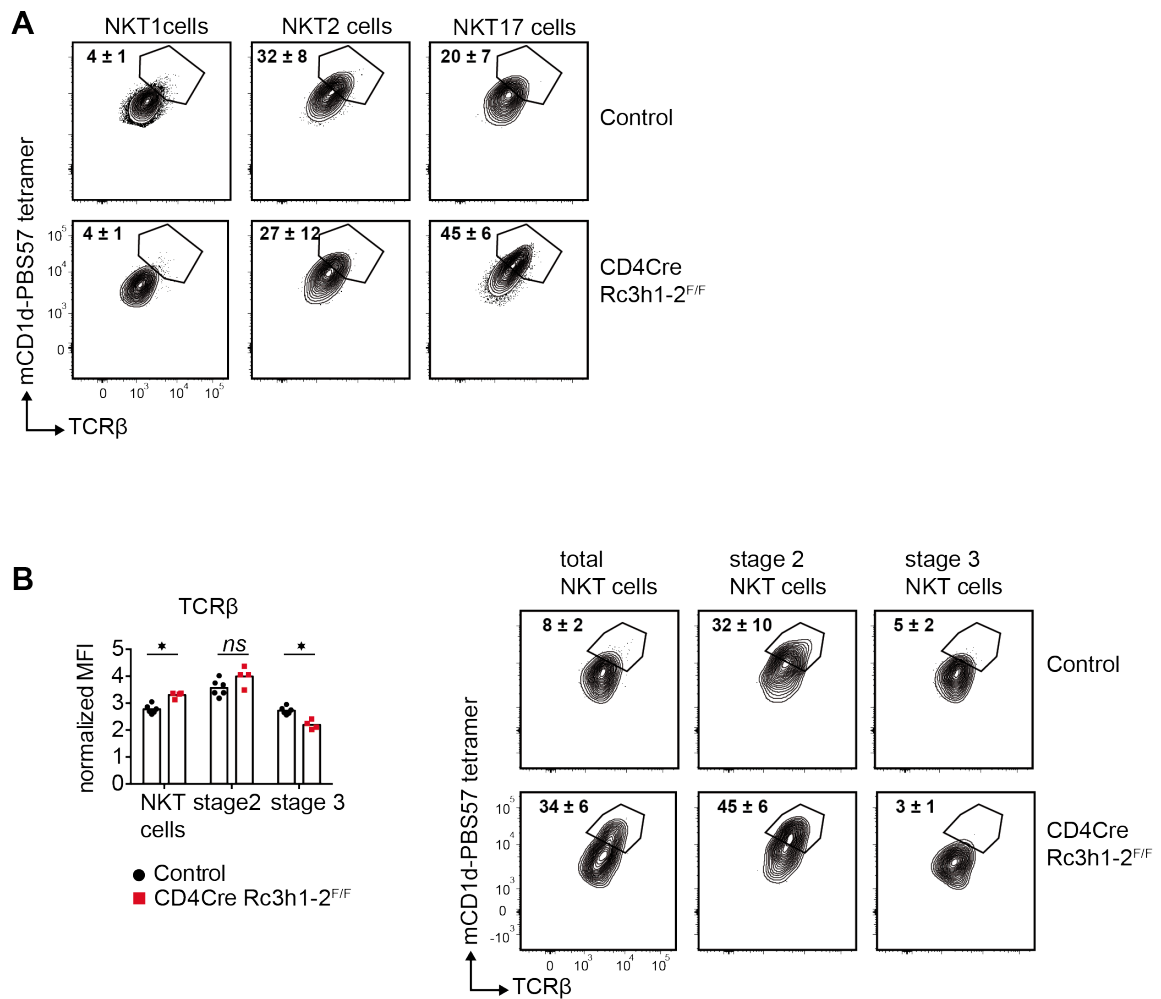 A
NKT1cells NKT2 cells NKT17 cells
4 ± 1 32 ± 8 20 ± 7
Control
4 ± 1 27 ± 12 45 ± 6
CD4Cre
Rc3h1-2F/F
mCD1d-PBS57 tetramer
10⁵
10⁴
10³
0
0 10³ 10⁴ 10⁵
TCRβ
B
TCRβ
normalized MFI
5
4
3
2
1
0
* ns *
NKT stage2 stage 3
cells
Control
CD4Cre Rc3h1-2F/F
total stage 2 stage 3
NKT cells NKT cells NKT cells
8 ± 2 32 ± 10 5 ± 2
Control
34 ± 6 45 ± 6 3 ± 1
CD4Cre
Rc3h1-2F/F
mCD1d-PBS57 tetramer
10⁵
10⁴
10³
0
-10³
0 10³ 10⁴ 10⁵
TCRβ